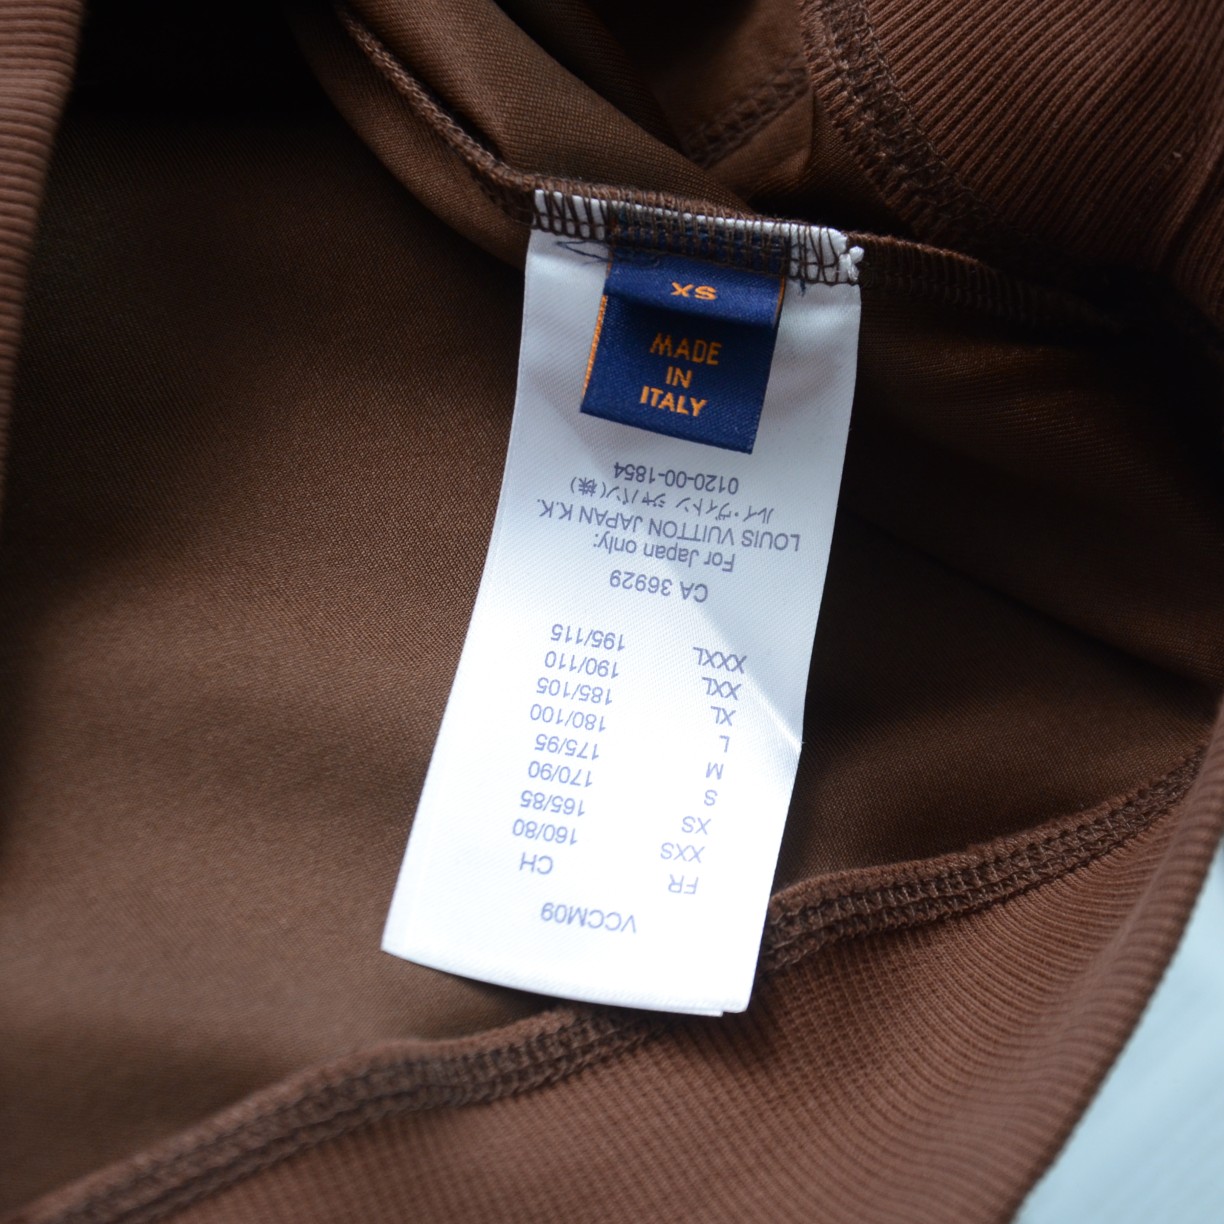 XS
MADE
IN
ITALY
VCCM09
FR CH
XXS 160/80
XS 165/85
S 170/90
M 175/95
L 180/100
XL 185/105
XXL 190/110
XXXL 195/115
CA 36929
For Japan only:
LOUIS VUITTON JAPAN K.K.
ルイ・ヴィトン ジャパン(株)
0120-00-1854